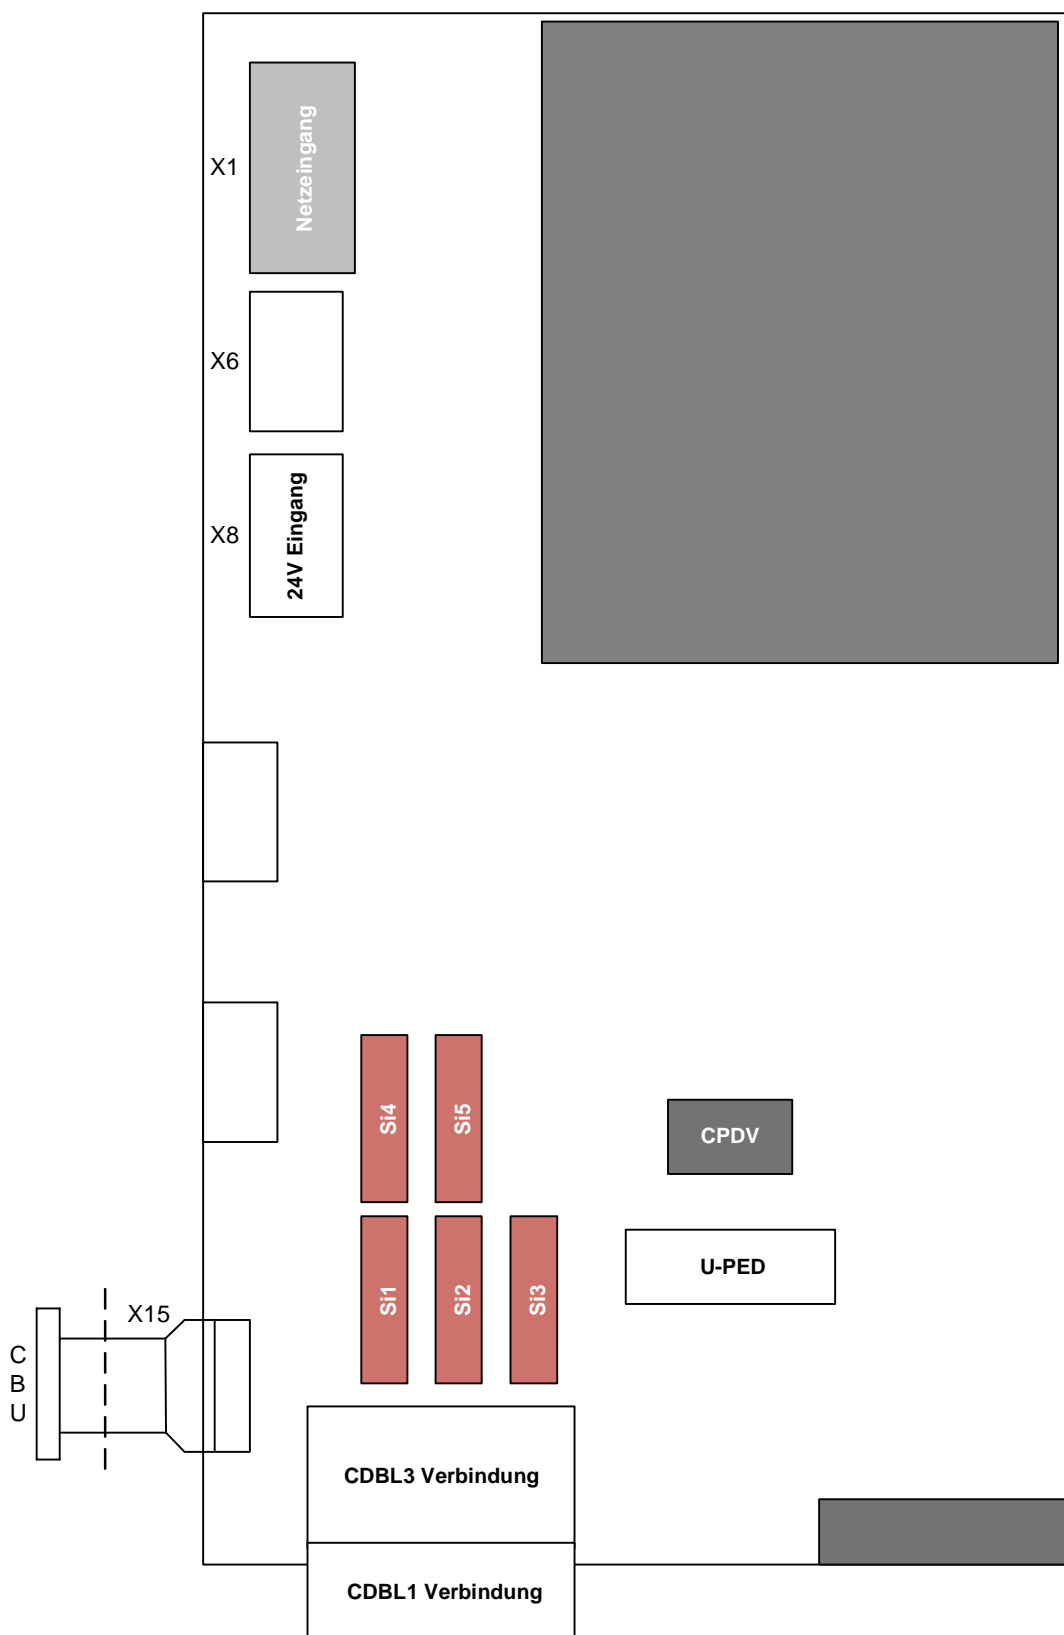 X1
Netzeingang
X6
X8
24V Eingang
Si4
Si5
CPDV
Si1
Si2
Si3
U-PED
X15
C
B
U
CDBL3 Verbindung
CDBL1 Verbindung